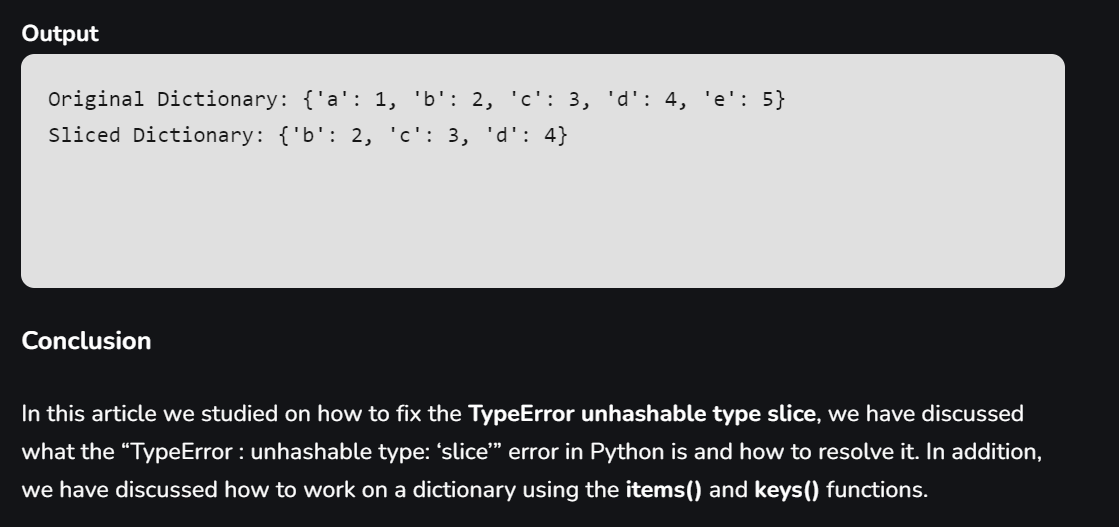 Output
Original Dictionary: {'a': 1, 'b': 2, 'c': 3, 'd': 4, 'e': 5}
Sliced Dictionary: {'b': 2, 'c': 3, 'd': 4}
Conclusion
In this article we studied on how to fix the TypeError unhashable type slice, we have discussed
what the “TypeError : unhashable type: ‘slice’” error in Python is and how to resolve it. In addition,
we have discussed how to work on a dictionary using the items() and keys() functions.